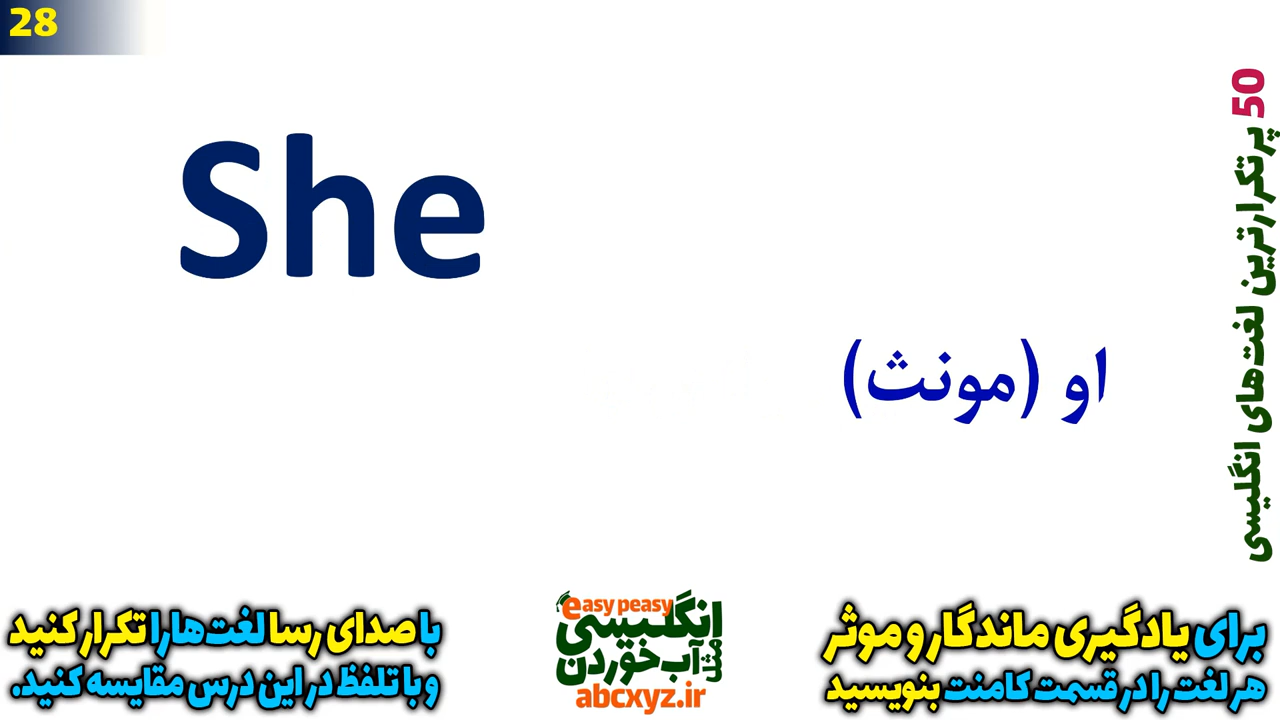 28
She
او (مونث)
50 پرتکرارترین لغت‌های انگلیسی
برای یادگیری ماندگار و موثر
هر لغت را در قسمت کامنت بنویسید
easy peasy
انگلیسی
مثل آب خوردن
abcxyz.ir
با صدای رسا لغت‌ها را تکرار کنید
و با تلفظ در این درس مقایسه کنید.